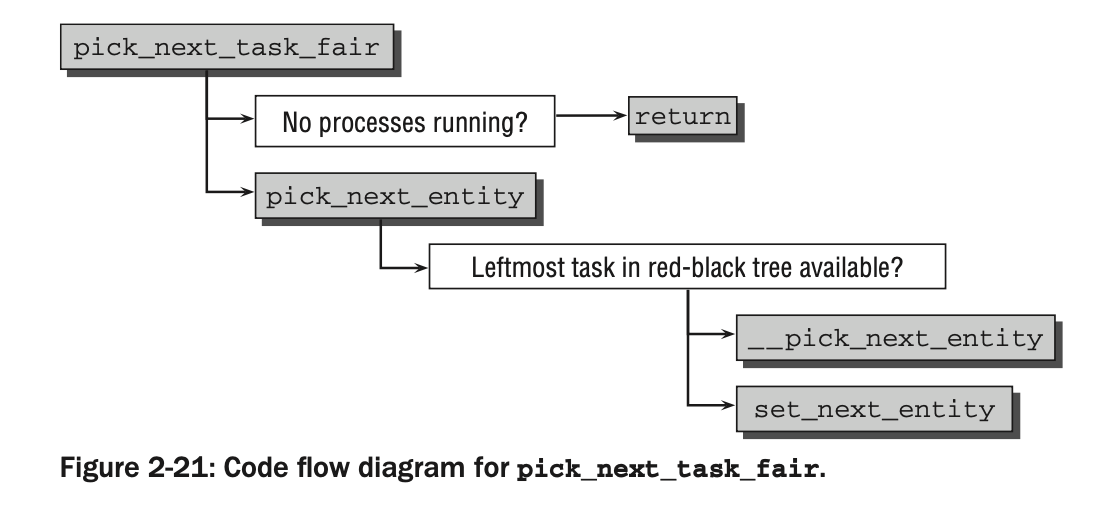 pick_next_task_fair
No processes running?
return
pick_next_entity
Leftmost task in red-black tree available?
__pick_next_entity
set_next_entity
Figure 2-21: Code flow diagram for pick_next_task_fair.